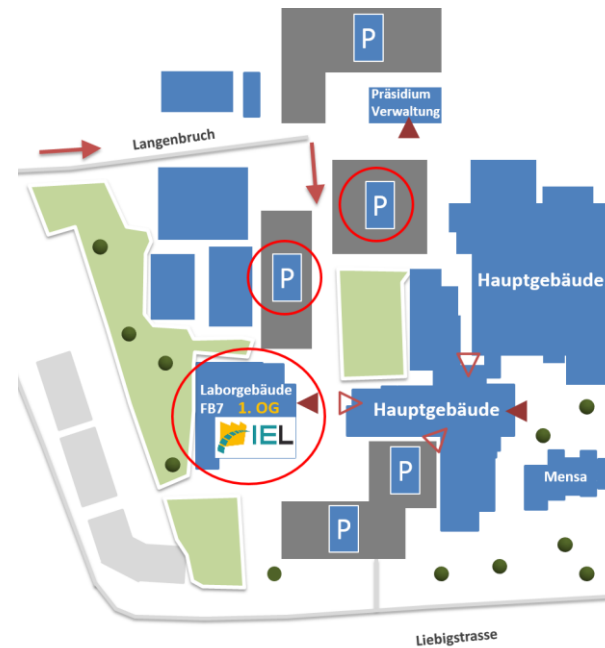 P
Präsidium
Verwaltung
Langenbruch
P
P
Hauptgebäude
Laborgebäude
FB7 1. OG
IEL
Hauptgebäude
P
Mensa
P
Liebigstrasse